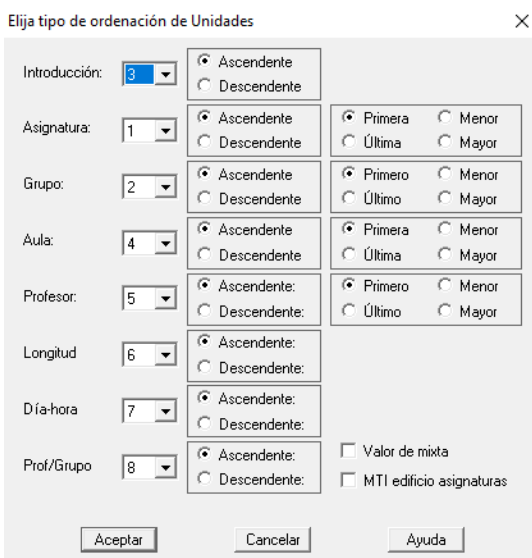 Elija tipo de ordenación de Unidades
Introducción: 3 Ascendente
Descendente
Asignatura: 1 Ascendente Primera Menor
Descendente Última Mayor
Grupo: 2 Ascendente Primero Menor
Descendente Último Mayor
Aula: 4 Ascendente Primera Menor
Descendente Última Mayor
Profesor: 5 Ascendente: Primero Menor
Descendente: Último Mayor
Longitud 6 Ascendente:
Descendente:
Día-hora 7 Ascendente:
Descendente:
Prof/Grupo 8 Ascendente: Valor de mixta
Descendente: MTI edificio asignaturas
Aceptar Cancelar Ayuda